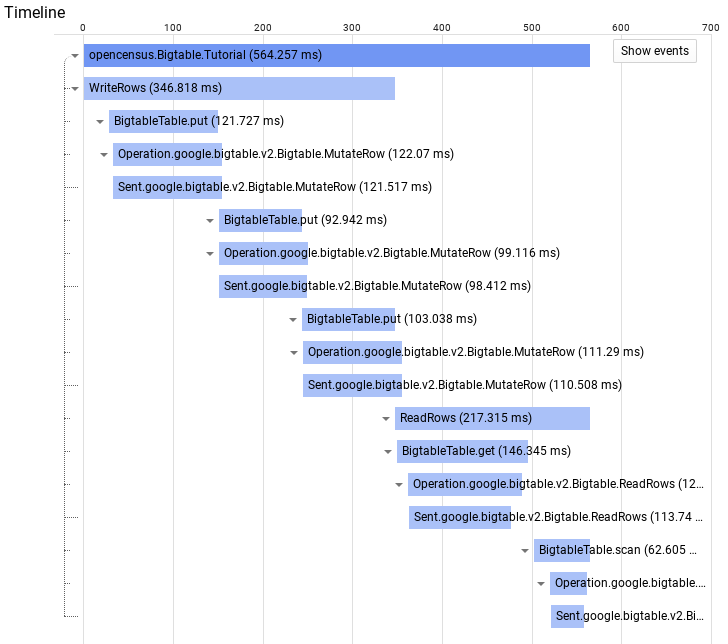 Timeline
0 100 200 300 400 500 600 700
opencensus.Bigtable.Tutorial (564.257 ms)
Show events
WriteRows (346.818 ms)
BigtableTable.put (121.727 ms)
Operation.google.bigtable.v2.Bigtable.MutateRow (122.07 ms)
Sent.google.bigtable.v2.Bigtable.MutateRow (121.517 ms)
BigtableTable.put (92.942 ms)
Operation.google.bigtable.v2.Bigtable.MutateRow (99.116 ms)
Sent.google.bigtable.v2.Bigtable.MutateRow (98.412 ms)
BigtableTable.put (103.038 ms)
Operation.google.bigtable.v2.Bigtable.MutateRow (111.29 ms)
Sent.google.bigtable.v2.Bigtable.MutateRow (110.508 ms)
ReadRows (217.315 ms)
BigtableTable.get (146.345 ms)
Operation.google.bigtable.v2.Bigtable.ReadRows (12…
Sent.google.bigtable.v2.Bigtable.ReadRows (113.74 …
BigtableTable.scan (62.605 …
Operation.google.bigtable.…
Sent.google.bigtable.v2.Bi…